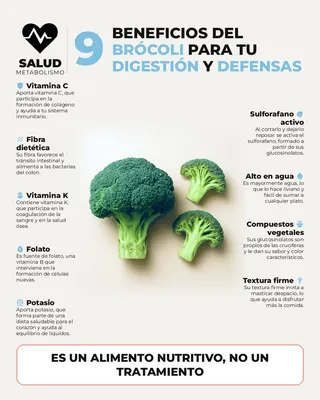 SALUD
METABOLISMO
9
BENEFICIOS DEL
BRÓCOLI PARA TU
DIGESTIÓN Y DEFENSAS
Vitamina C
Aporta vitamina C, que
participa en la
formación de colágeno
y ayuda a tu sistema
inmunitario.
Fibra
dietética
Su fibra favorece el
tránsito intestinal y
alimenta a las bacterias
del colon.
Vitamina K
Contiene vitamina K,
que participa en la
coagulación de la
sangre y en la salud
ósea.
Folato
Es fuente de folato, una
vitamina B que
interviene en la
formación de células
nuevas.
Potasio
Aporta potasio, que
forma parte de una
dieta saludable para el
corazón y ayuda al
equilibrio de líquidos.
Sulforafano
activo
Al cortarlo y dejarlo
reposar se activa el
sulforafano, formado a
partir de sus
glucosinolatos.
Alto en agua
Es mayormente agua, lo
que lo hace liviano y
fácil de sumar a
cualquier plato.
Compuestos
vegetales
Sus glucosinolatos son
propios de las crucíferas
y le dan su sabor y color
característicos.
Textura firme
Su textura firme invita a
masticar despacio, lo
que ayuda a disfrutar
más la comida.
ES UN ALIMENTO NUTRITIVO, NO UN
TRATAMIENTO